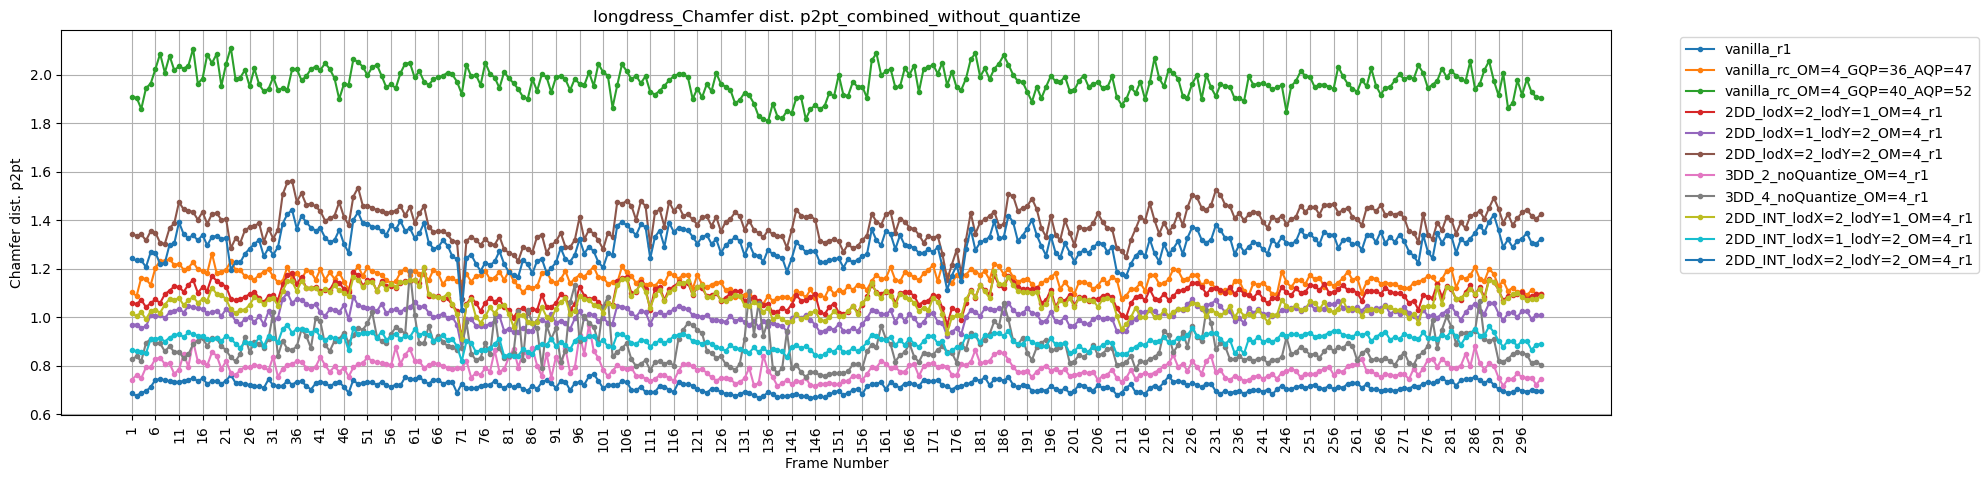 longdress_Chamfer dist. p2pt_combined_without_quantize
Chamfer dist. p2pt
2.0
1.8
1.6
1.4
1.2
1.0
0.8
0.6
1 6 11 16 21 26 31 36 41 46 51 56 61 66 71 76 81 86 91 96 101 106 111 116 121 126 131 136 141 146 151 156 161 166 171 176 181 186 191 196 201 206 211 216 221 226 231 236 241 246 251 256 261 266 271 276 281 286 291 296
Frame Number
vanilla_r1
vanilla_rc_OM=4_GQP=36_AQP=47
vanilla_rc_OM=4_GQP=40_AQP=52
2DD_lodX=2_lodY=1_OM=4_r1
2DD_lodX=1_lodY=2_OM=4_r1
2DD_lodX=2_lodY=2_OM=4_r1
3DD_2_noQuantize_OM=4_r1
3DD_4_noQuantize_OM=4_r1
2DD_INT_lodX=2_lodY=1_OM=4_r1
2DD_INT_lodX=1_lodY=2_OM=4_r1
2DD_INT_lodX=2_lodY=2_OM=4_r1